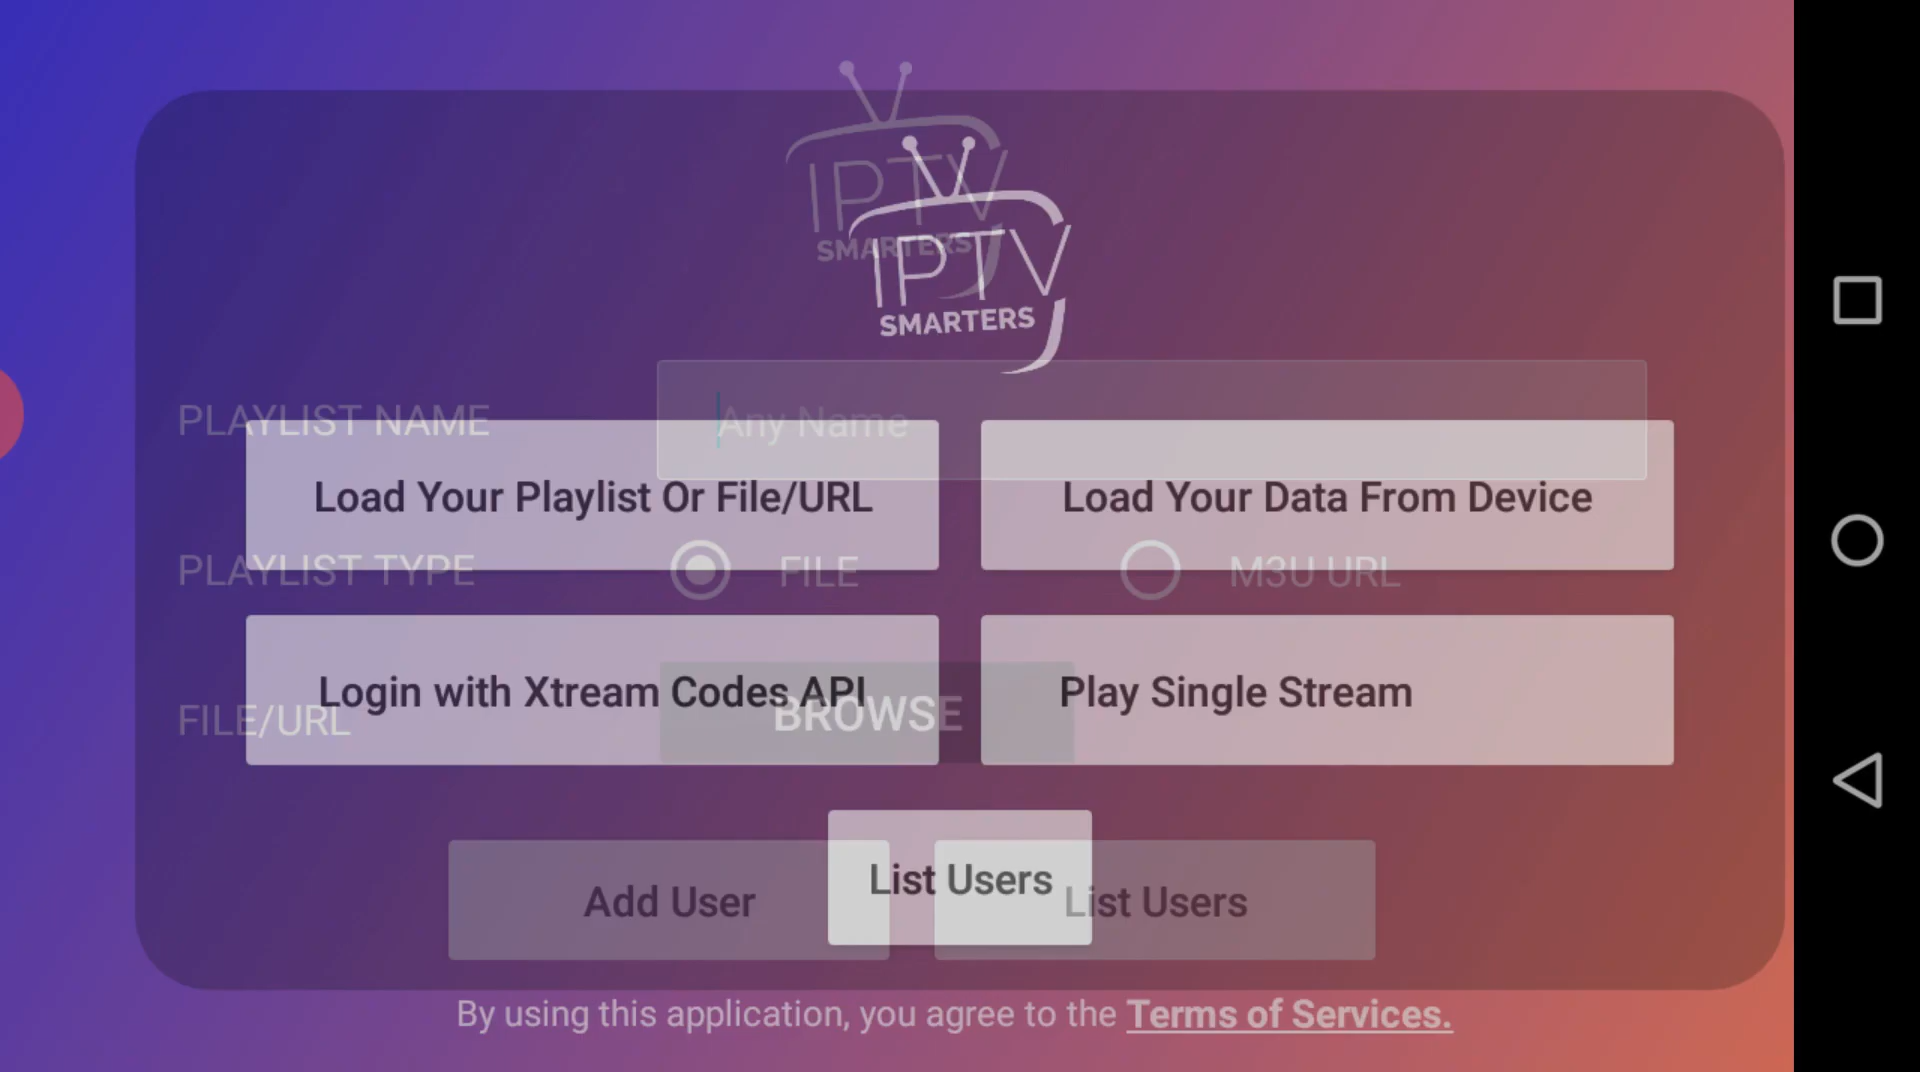 IPTV
SMARTERS
IPTV
SMARTERS
PLAYLIST NAME
Any Name
Load Your Playlist Or File/URL
Load Your Data From Device
PLAYLIST TYPE
FILE
M3U URL
Login with Xtream Codes API
Play Single Stream
FILE/URL
BROWSE
List Users
Add User
List Users
By using this application, you agree to the Terms of Services.